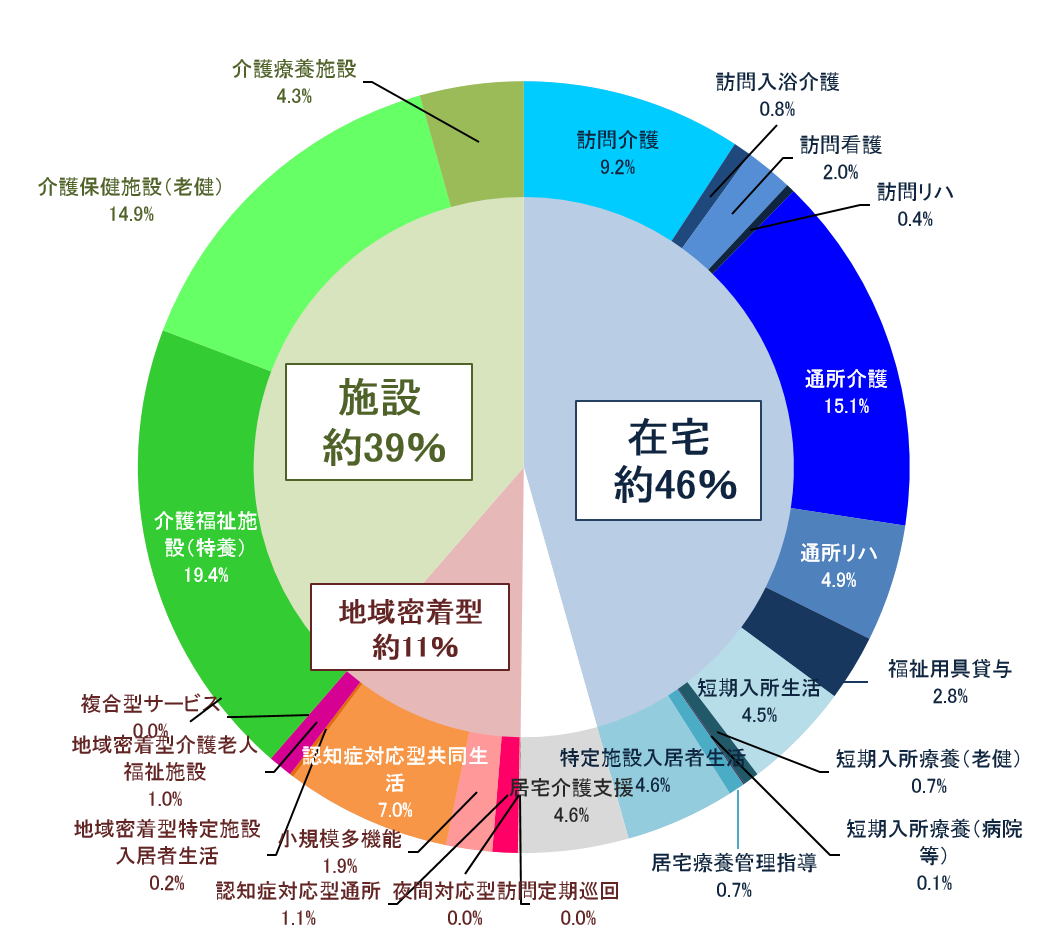 介護療養施設
4.3%
訪問介護
9.2%
訪問入浴介護
0.8%
訪問看護
2.0%
訪問リハ
0.4%
介護保健施設（老健）
14.9%
通所介護
15.1%
施設
約39%
在宅
約46%
介護福祉施
設（特養）
19.4%
通所リハ
4.9%
地域密着型
約11%
福祉用具貸与
2.8%
短期入所生活
4.5%
複合型サービス
0.0%
地域密着型介護老人
福祉施設
1.0%
認知症対応型共同生
活
7.0%
特定施設入居者生活
4.6%
居宅介護支援
4.6%
短期入所療養（老健）
0.7%
地域密着型特定施設
入居者生活
0.2%
小規模多機能
1.9%
短期入所療養（病院
等）
0.1%
居宅療養管理指導
0.7%
認知症対応型通所
1.1%
夜間対応型訪問
0.0%
定期巡回
0.0%